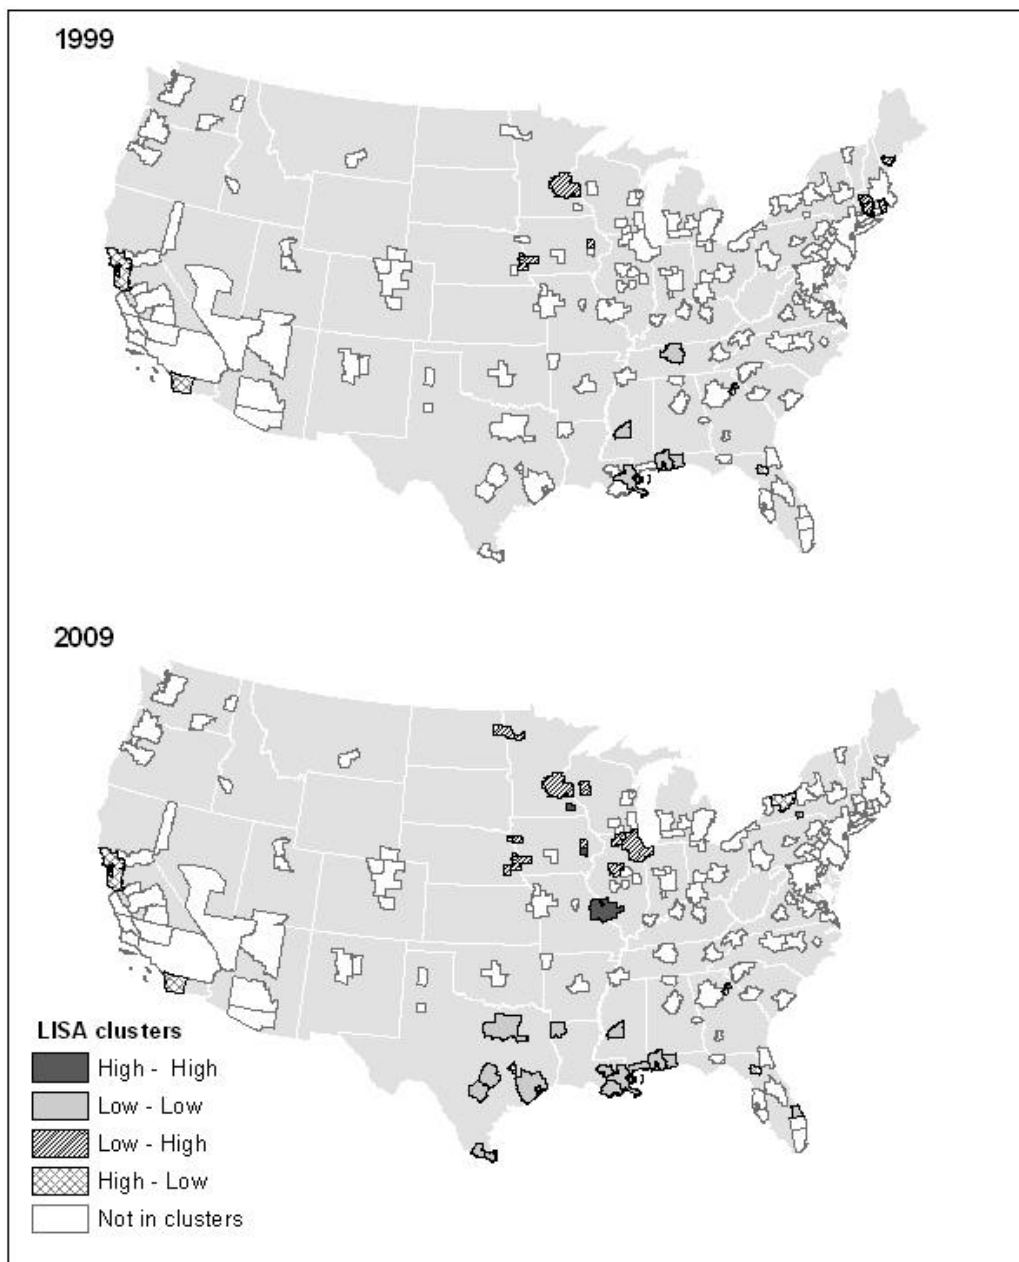 1999
2009
LISA clusters
High - High
Low - Low
Low - High
High - Low
Not in clusters